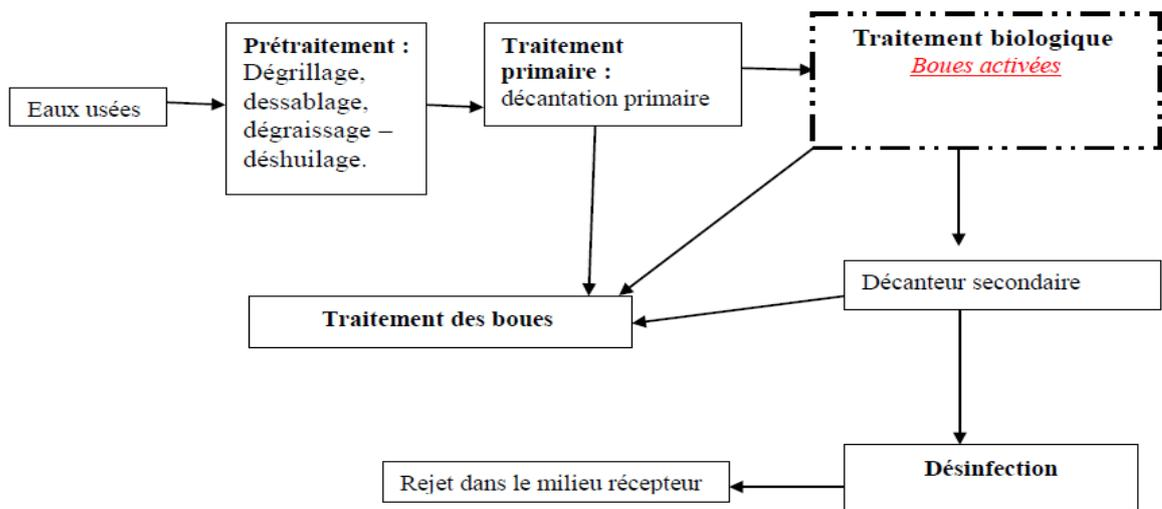 Eaux usées
Prétraitement :
Dégrillage,
dessablage,
dégraissage –
déshuilage.
Traitement
primaire :
décantation primaire
Traitement biologique
Boues activées
Décanteur secondaire
Traitement des boues
Désinfection
Rejet dans le milieu récepteur